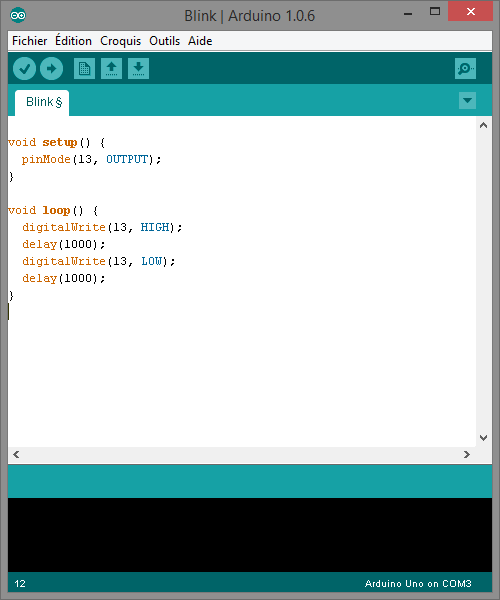 Blink | Arduino 1.0.6
Fichier Édition Croquis Outils Aide
Blink §
void setup() {
  pinMode(13, OUTPUT);
}
void loop() {
  digitalWrite(13, HIGH);
  delay(1000);
  digitalWrite(13, LOW);
  delay(1000);
}
12 Arduino Uno on COM3